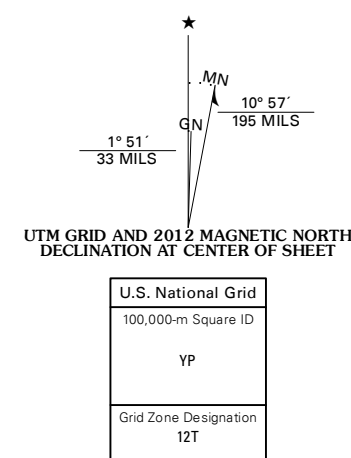 ★
MN
GN
10° 57´
195 MILS
1° 51´
33 MILS
UTM GRID AND 2012 MAGNETIC NORTH
DECLINATION AT CENTER OF SHEET
U.S. National Grid
100,000-m Square ID
YP
Grid Zone Designation
12T